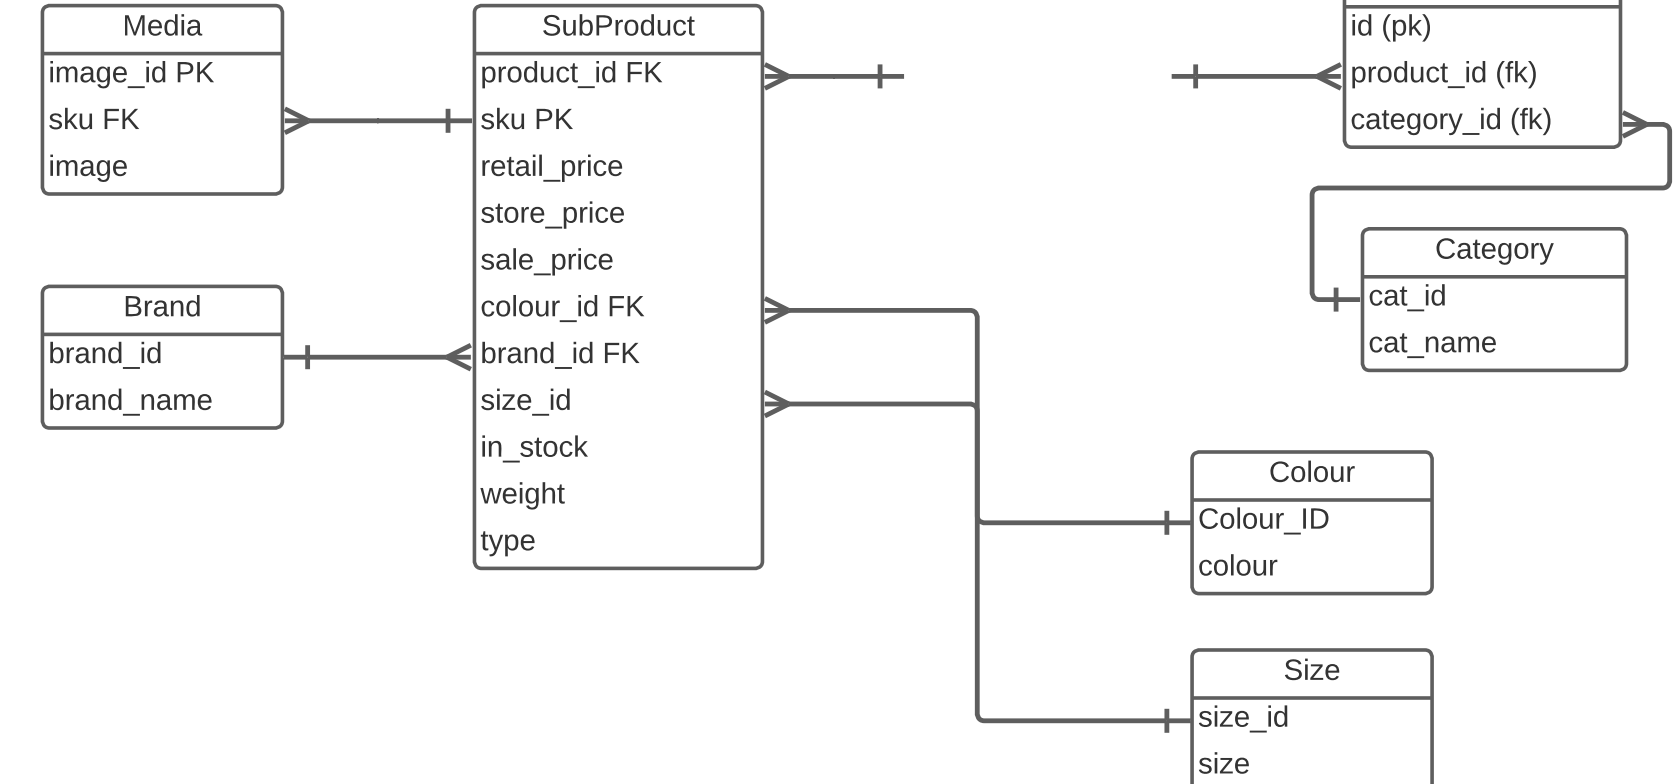 Media
image_id PK
sku FK
image
SubProduct
product_id FK
sku PK
retail_price
store_price
sale_price
colour_id FK
brand_id FK
size_id
in_stock
weight
type
id (pk)
product_id (fk)
category_id (fk)
Category
cat_id
cat_name
Brand
brand_id
brand_name
Colour
Colour_ID
colour
Size
size_id
size